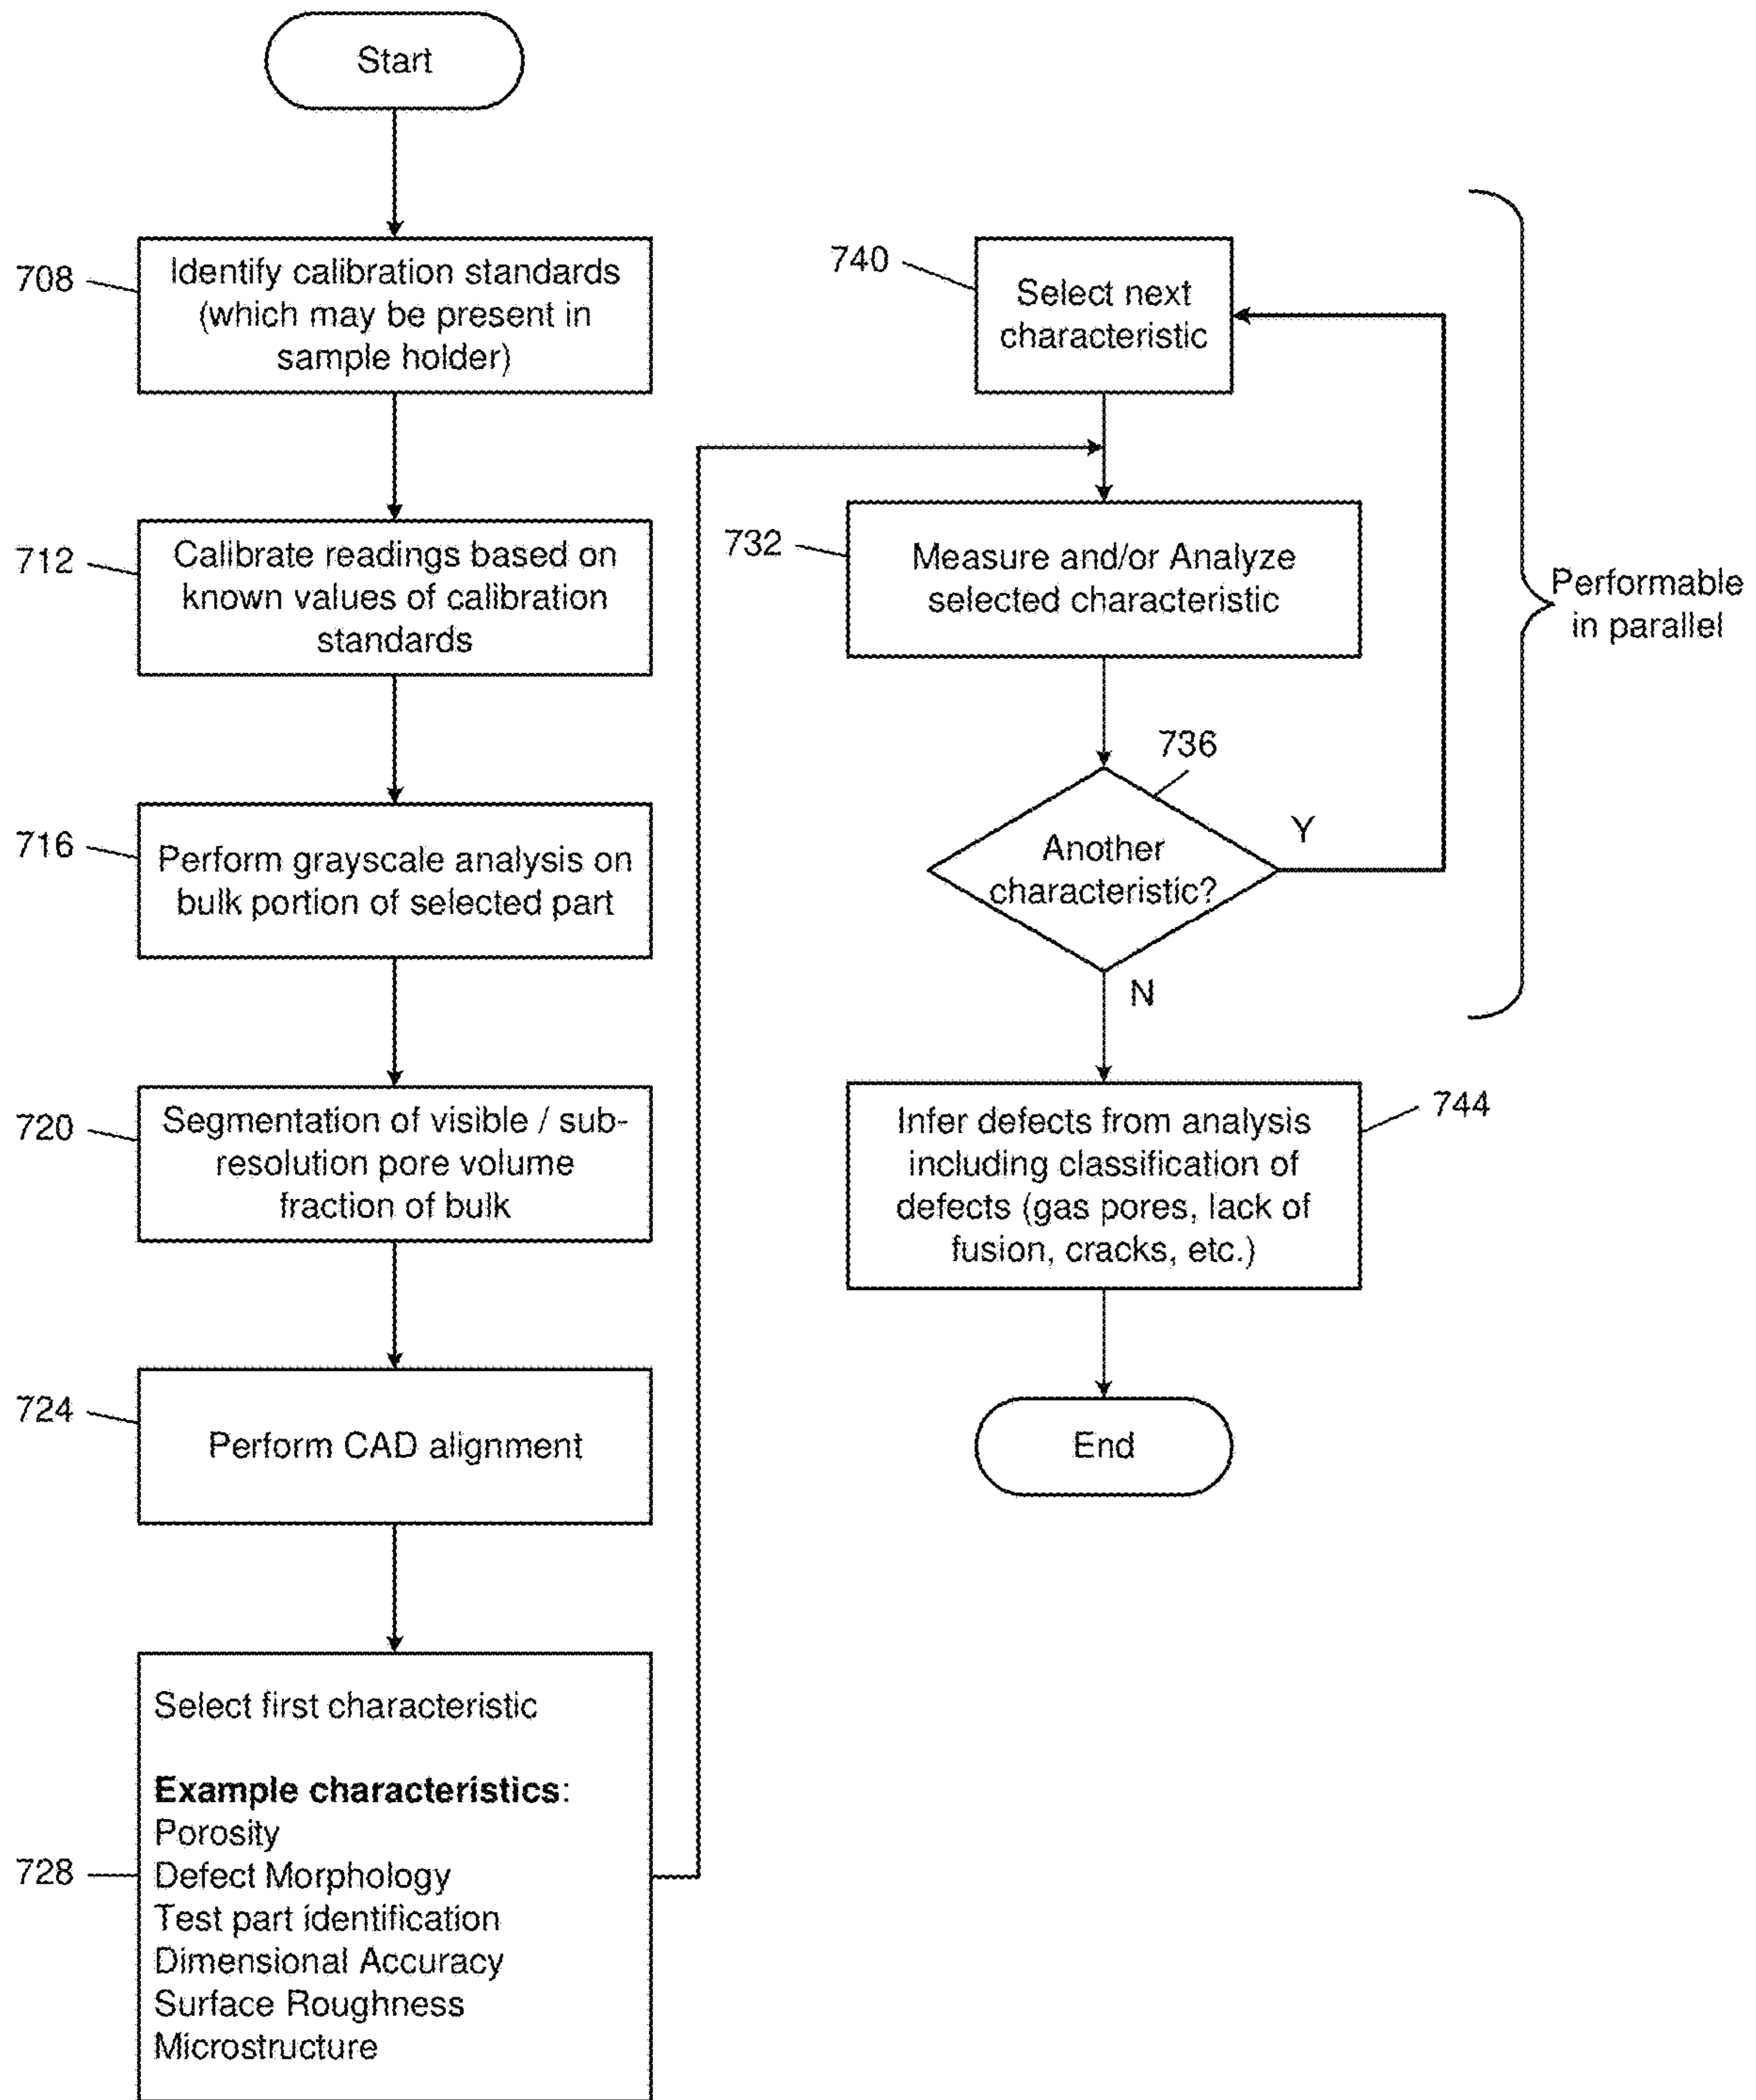 Start
708
Identify calibration standards
(which may be present in
sample holder)
712
Calibrate readings based on
known values of calibration
standards
716
Perform grayscale analysis on
bulk portion of selected part
720
Segmentation of visible / sub-
resolution pore volume
fraction of bulk
724
Perform CAD alignment
728
Select first characteristic
Example characteristics:
Porosity
Defect Morphology
Test part identification
Dimensional Accuracy
Surface Roughness
Microstructure
740
Select next
characteristic
732
Measure and/or Analyze
selected characteristic
736
Another
characteristic?
Y
N
Performable
in parallel
744
Infer defects from analysis
including classification of
defects (gas pores, lack of
fusion, cracks, etc.)
End